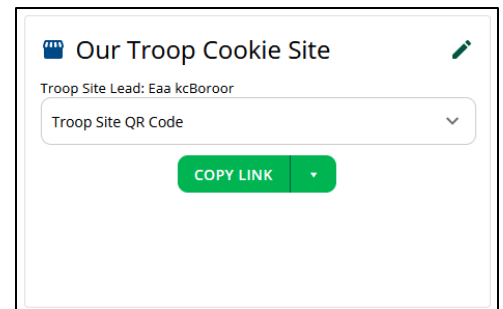 Our Troop Cookie Site
Troop Site Lead: Eaa kcBoroor
Troop Site QR Code
COPY LINK